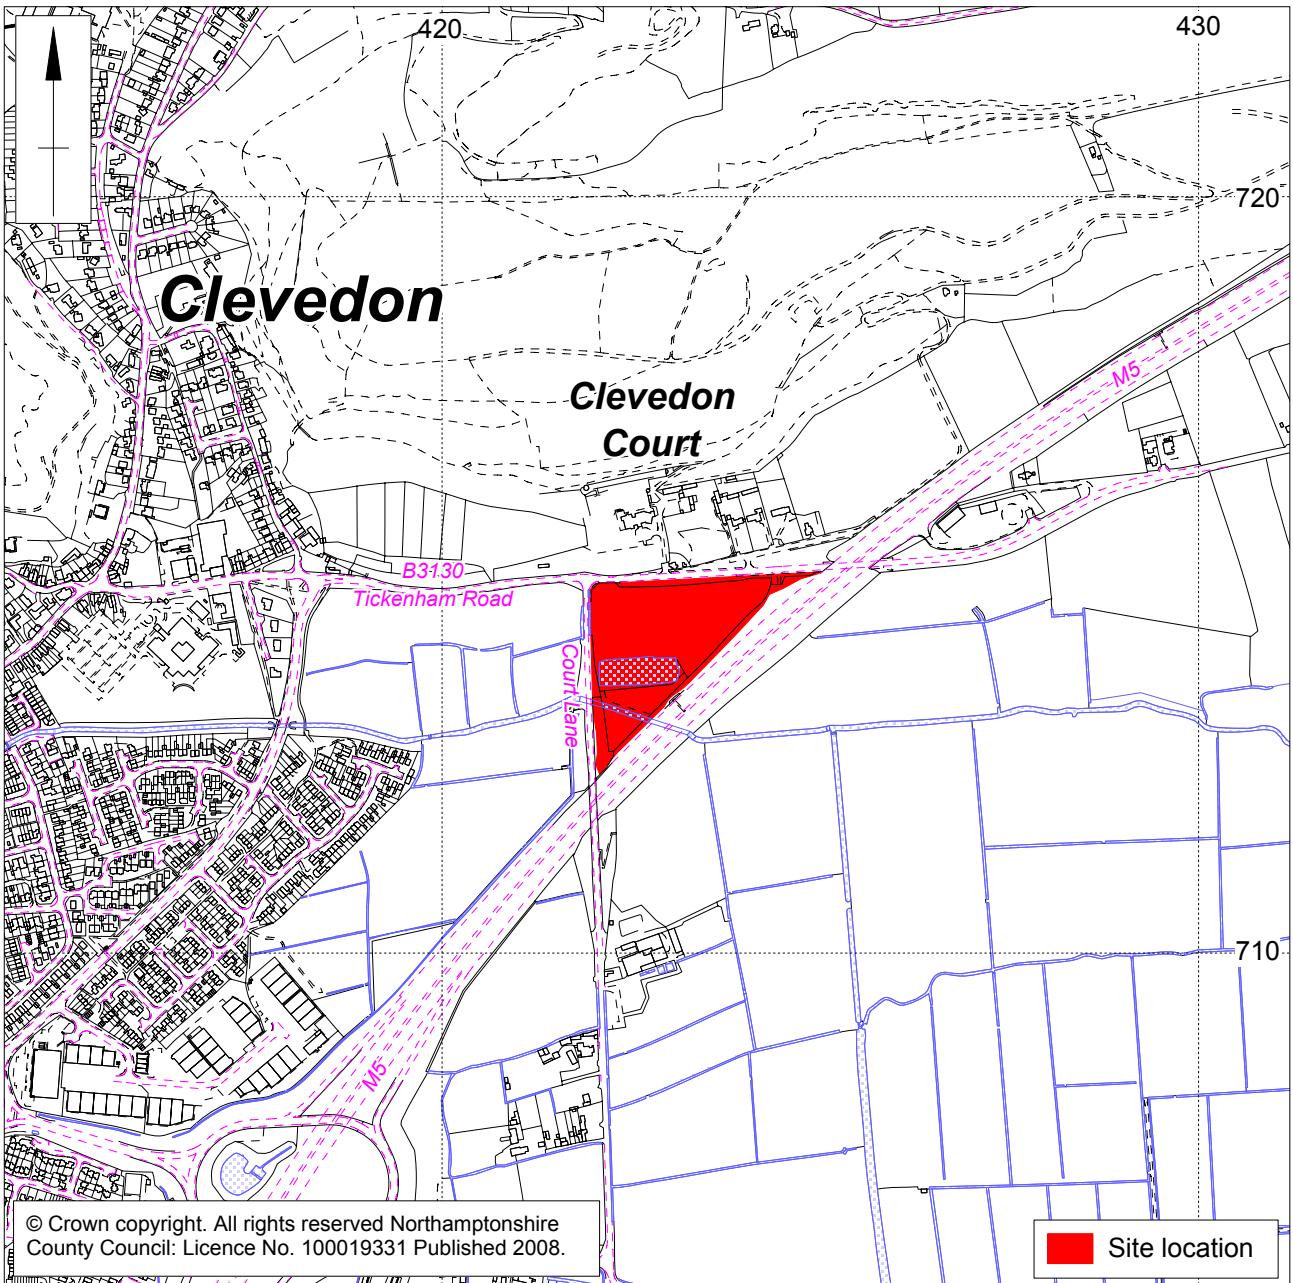 420
430
720
Clevedon
M5
Clevedon
Court
B3130
Tickenham Road
Court Lane
710
M5
© Crown copyright. All rights reserved Northamptonshire
County Council: Licence No. 100019331 Published 2008.
Site location